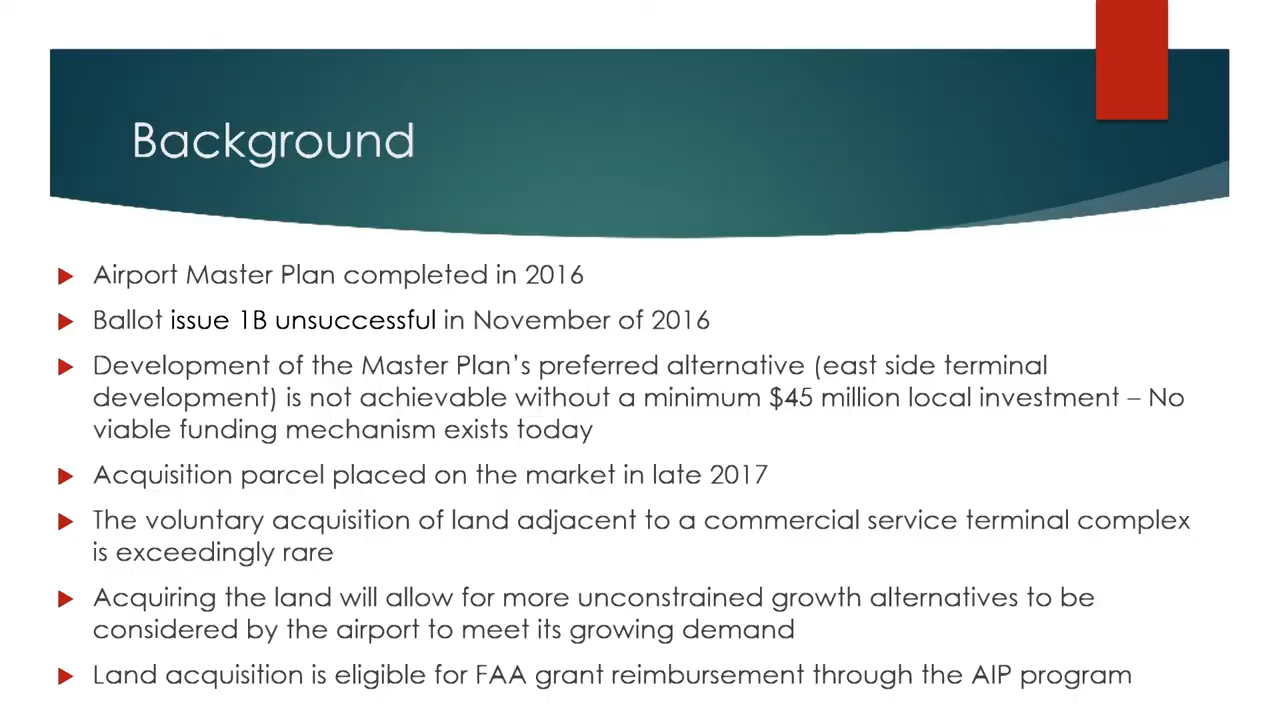 Background
Airport Master Plan completed in 2016
Ballot issue 1B unsuccessful in November of 2016
Development of the Master Plan’s preferred alternative (east side terminal
development) is not achievable without a minimum $45 million local investment – No
viable funding mechanism exists today
Acquisition parcel placed on the market in late 2017
The voluntary acquisition of land adjacent to a commercial service terminal complex
is exceedingly rare
Acquiring the land will allow for more unconstrained growth alternatives to be
considered by the airport to meet its growing demand
Land acquisition is eligible for FAA grant reimbursement through the AIP program